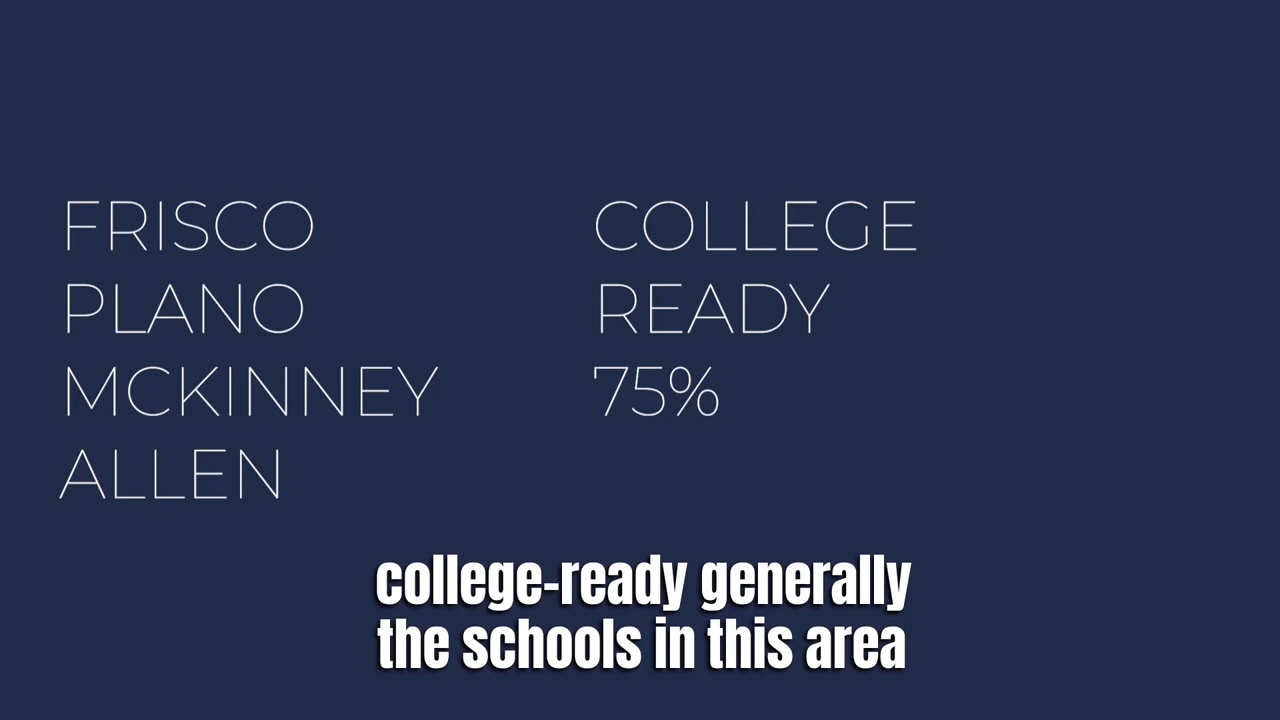 FRISCO
PLANO
MCKINNEY
ALLEN
COLLEGE
READY
75%
college-ready generally
the schools in this area